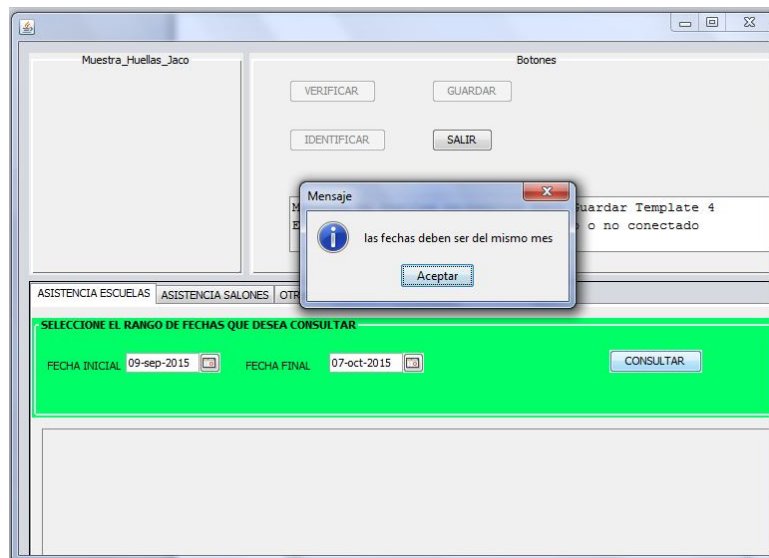 Muestra_Huellas_Jaco
Botones
VERIFICAR
GUARDAR
IDENTIFICAR
SALIR
Mensaje
Guardar Template 4
o no conectado
las fechas deben ser del mismo mes
Aceptar
ASISTENCIA ESCUELAS
ASISTENCIA SALONES
SELECCIONE EL RANGO DE FECHAS QUE DESEA CONSULTAR
FECHA INICIAL 09-sep-2015
FECHA FINAL 07-oct-2015
CONSULTAR